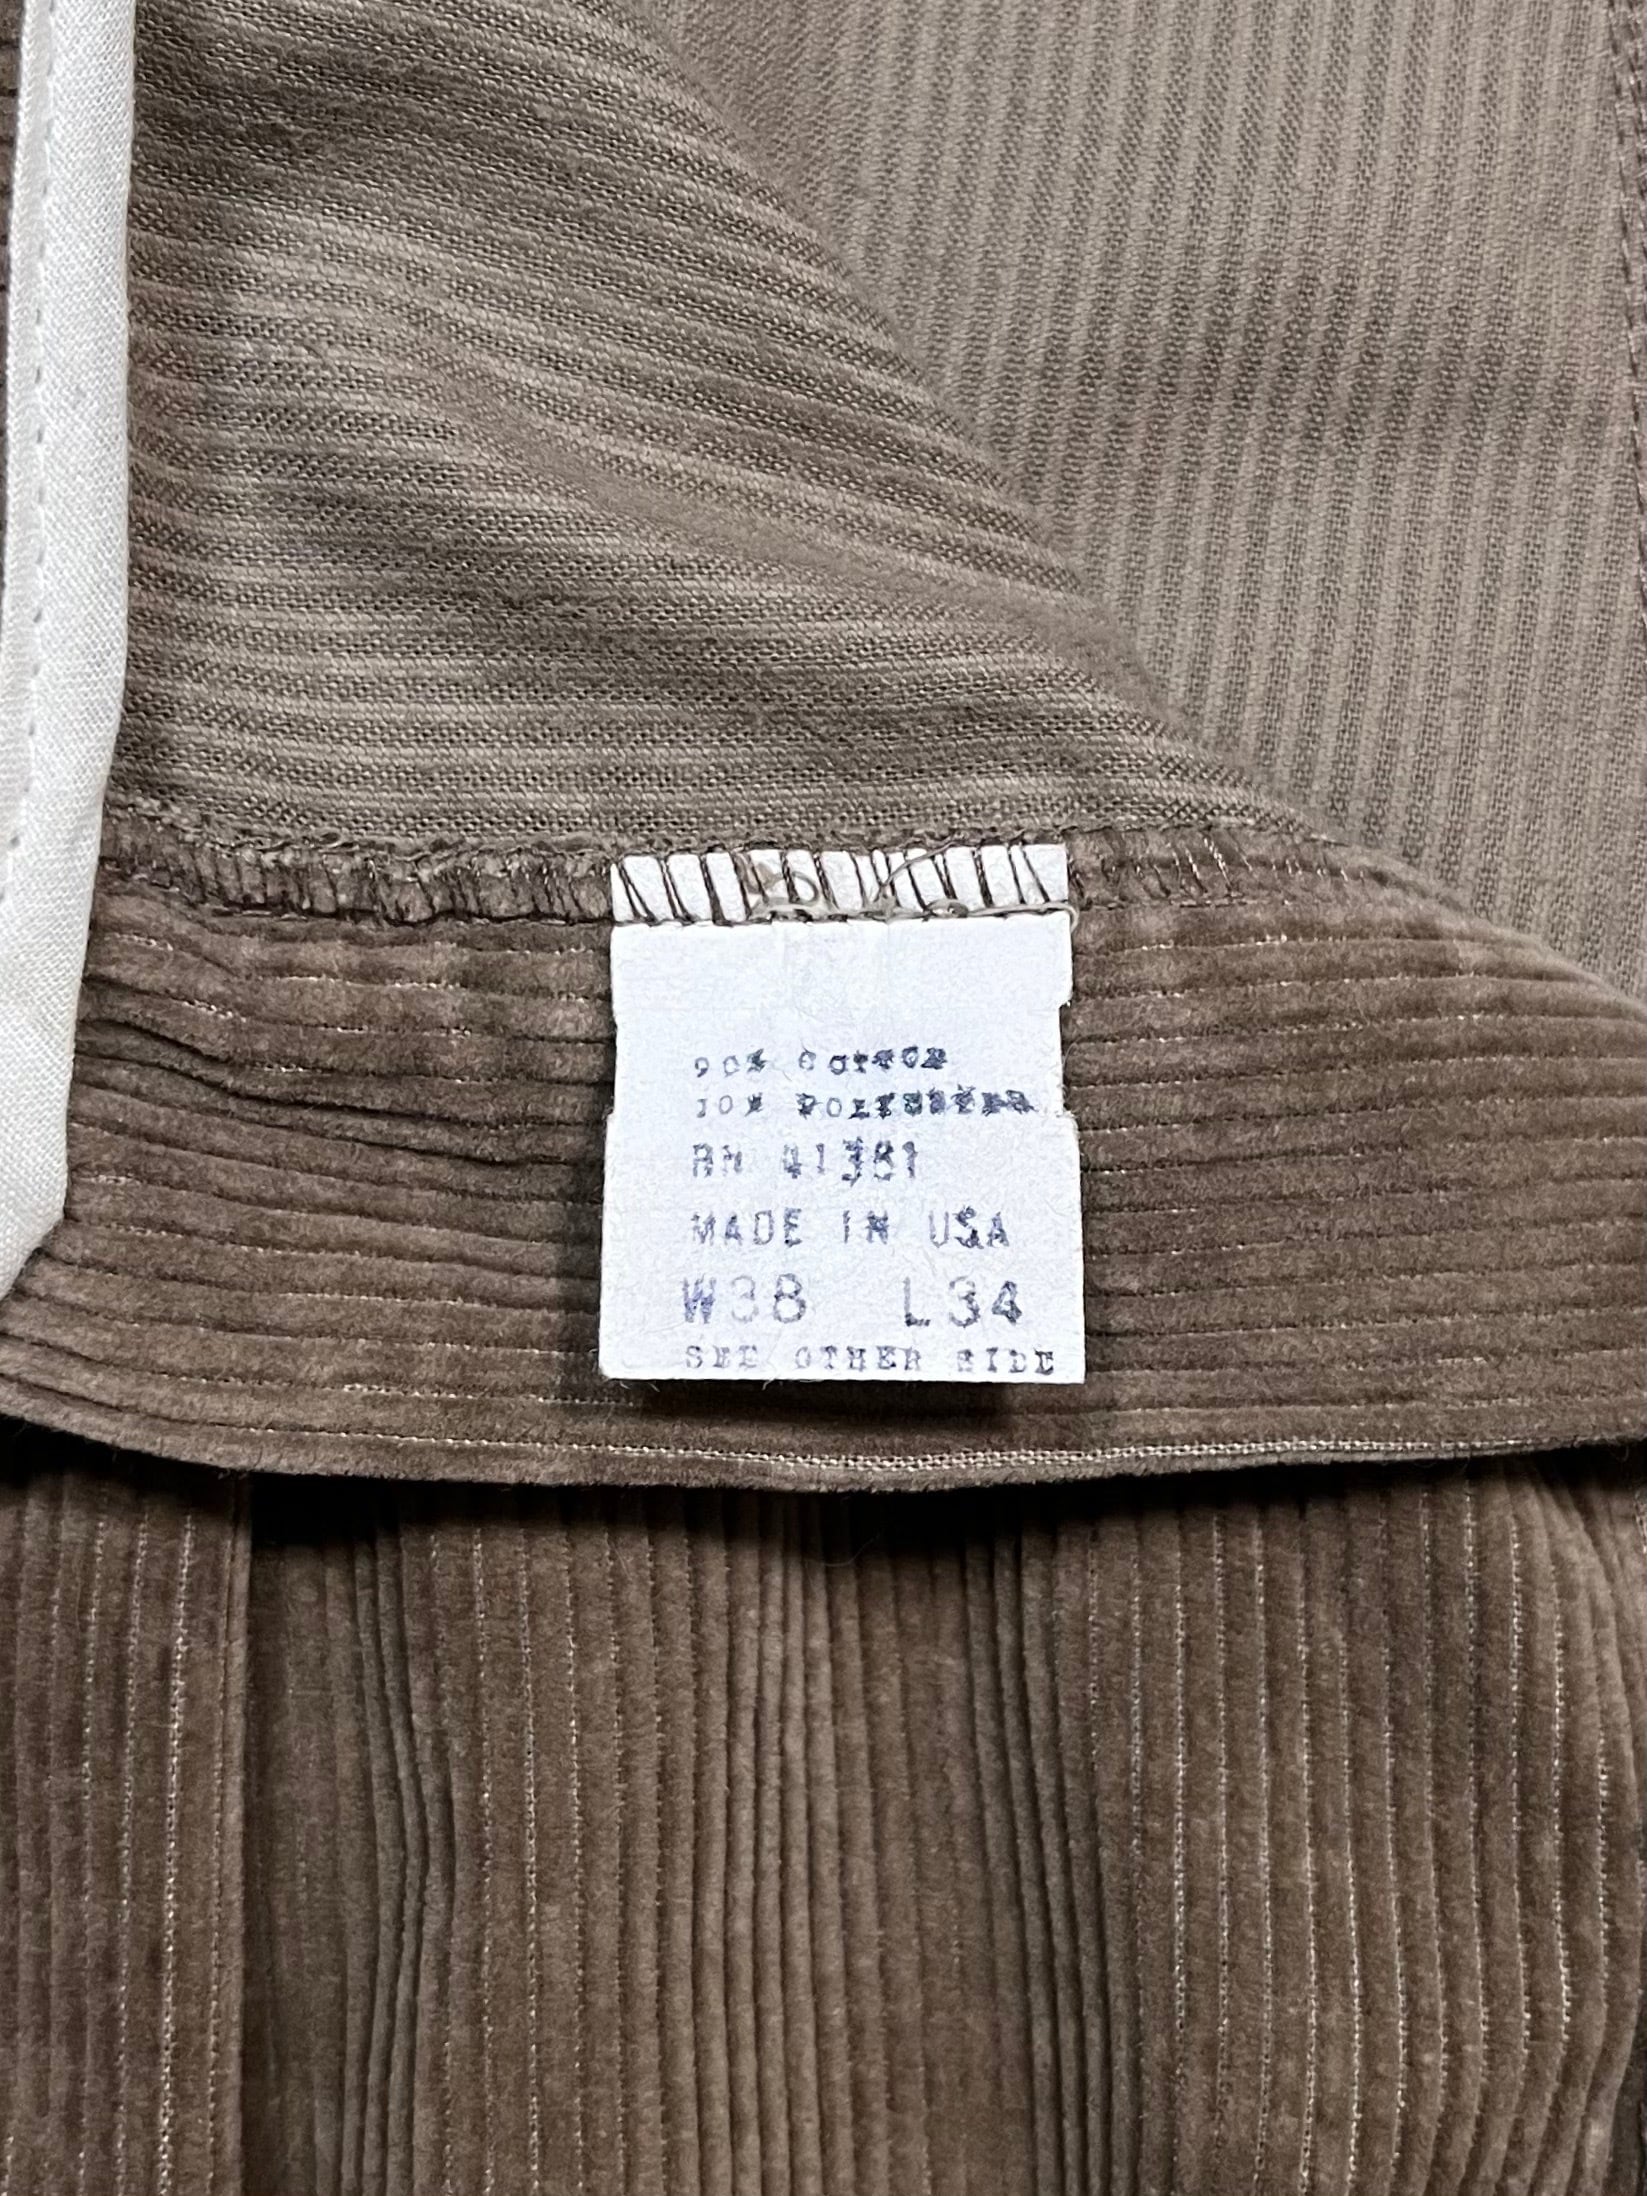 90% COTTON
10% POLYESTER
RN 41381
MADE IN USA
W38 L34
SEE OTHER SIDE